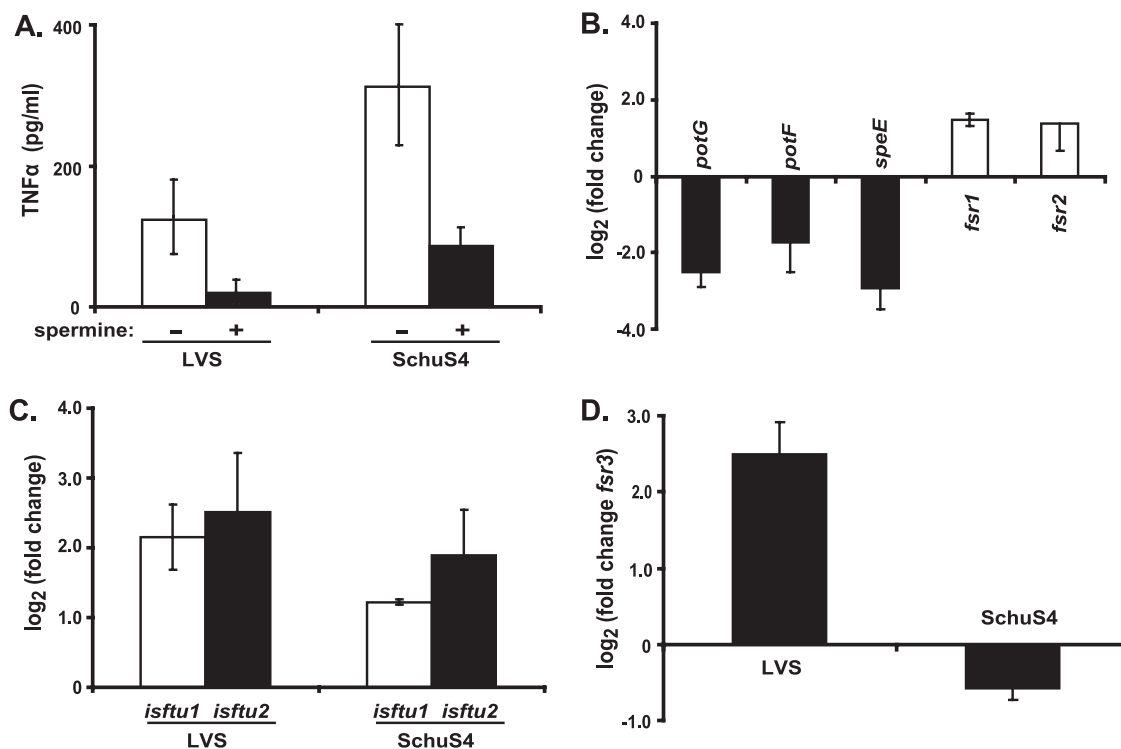 A.
TNFα (pg/ml)
400
200
0
spermine: – + – +
LVS SchuS4
B.
log2 (fold change)
4.0
2.0
0
-2.0
-4.0
potG potF speE fsr1 fsr2
C.
log2 (fold change)
4.0
3.0
2.0
1.0
0
isftu1 isftu2 isftu1 isftu2
LVS SchuS4
D.
log2 (fold change fsr3)
3.0
2.0
1.0
0
-1.0
LVS
SchuS4